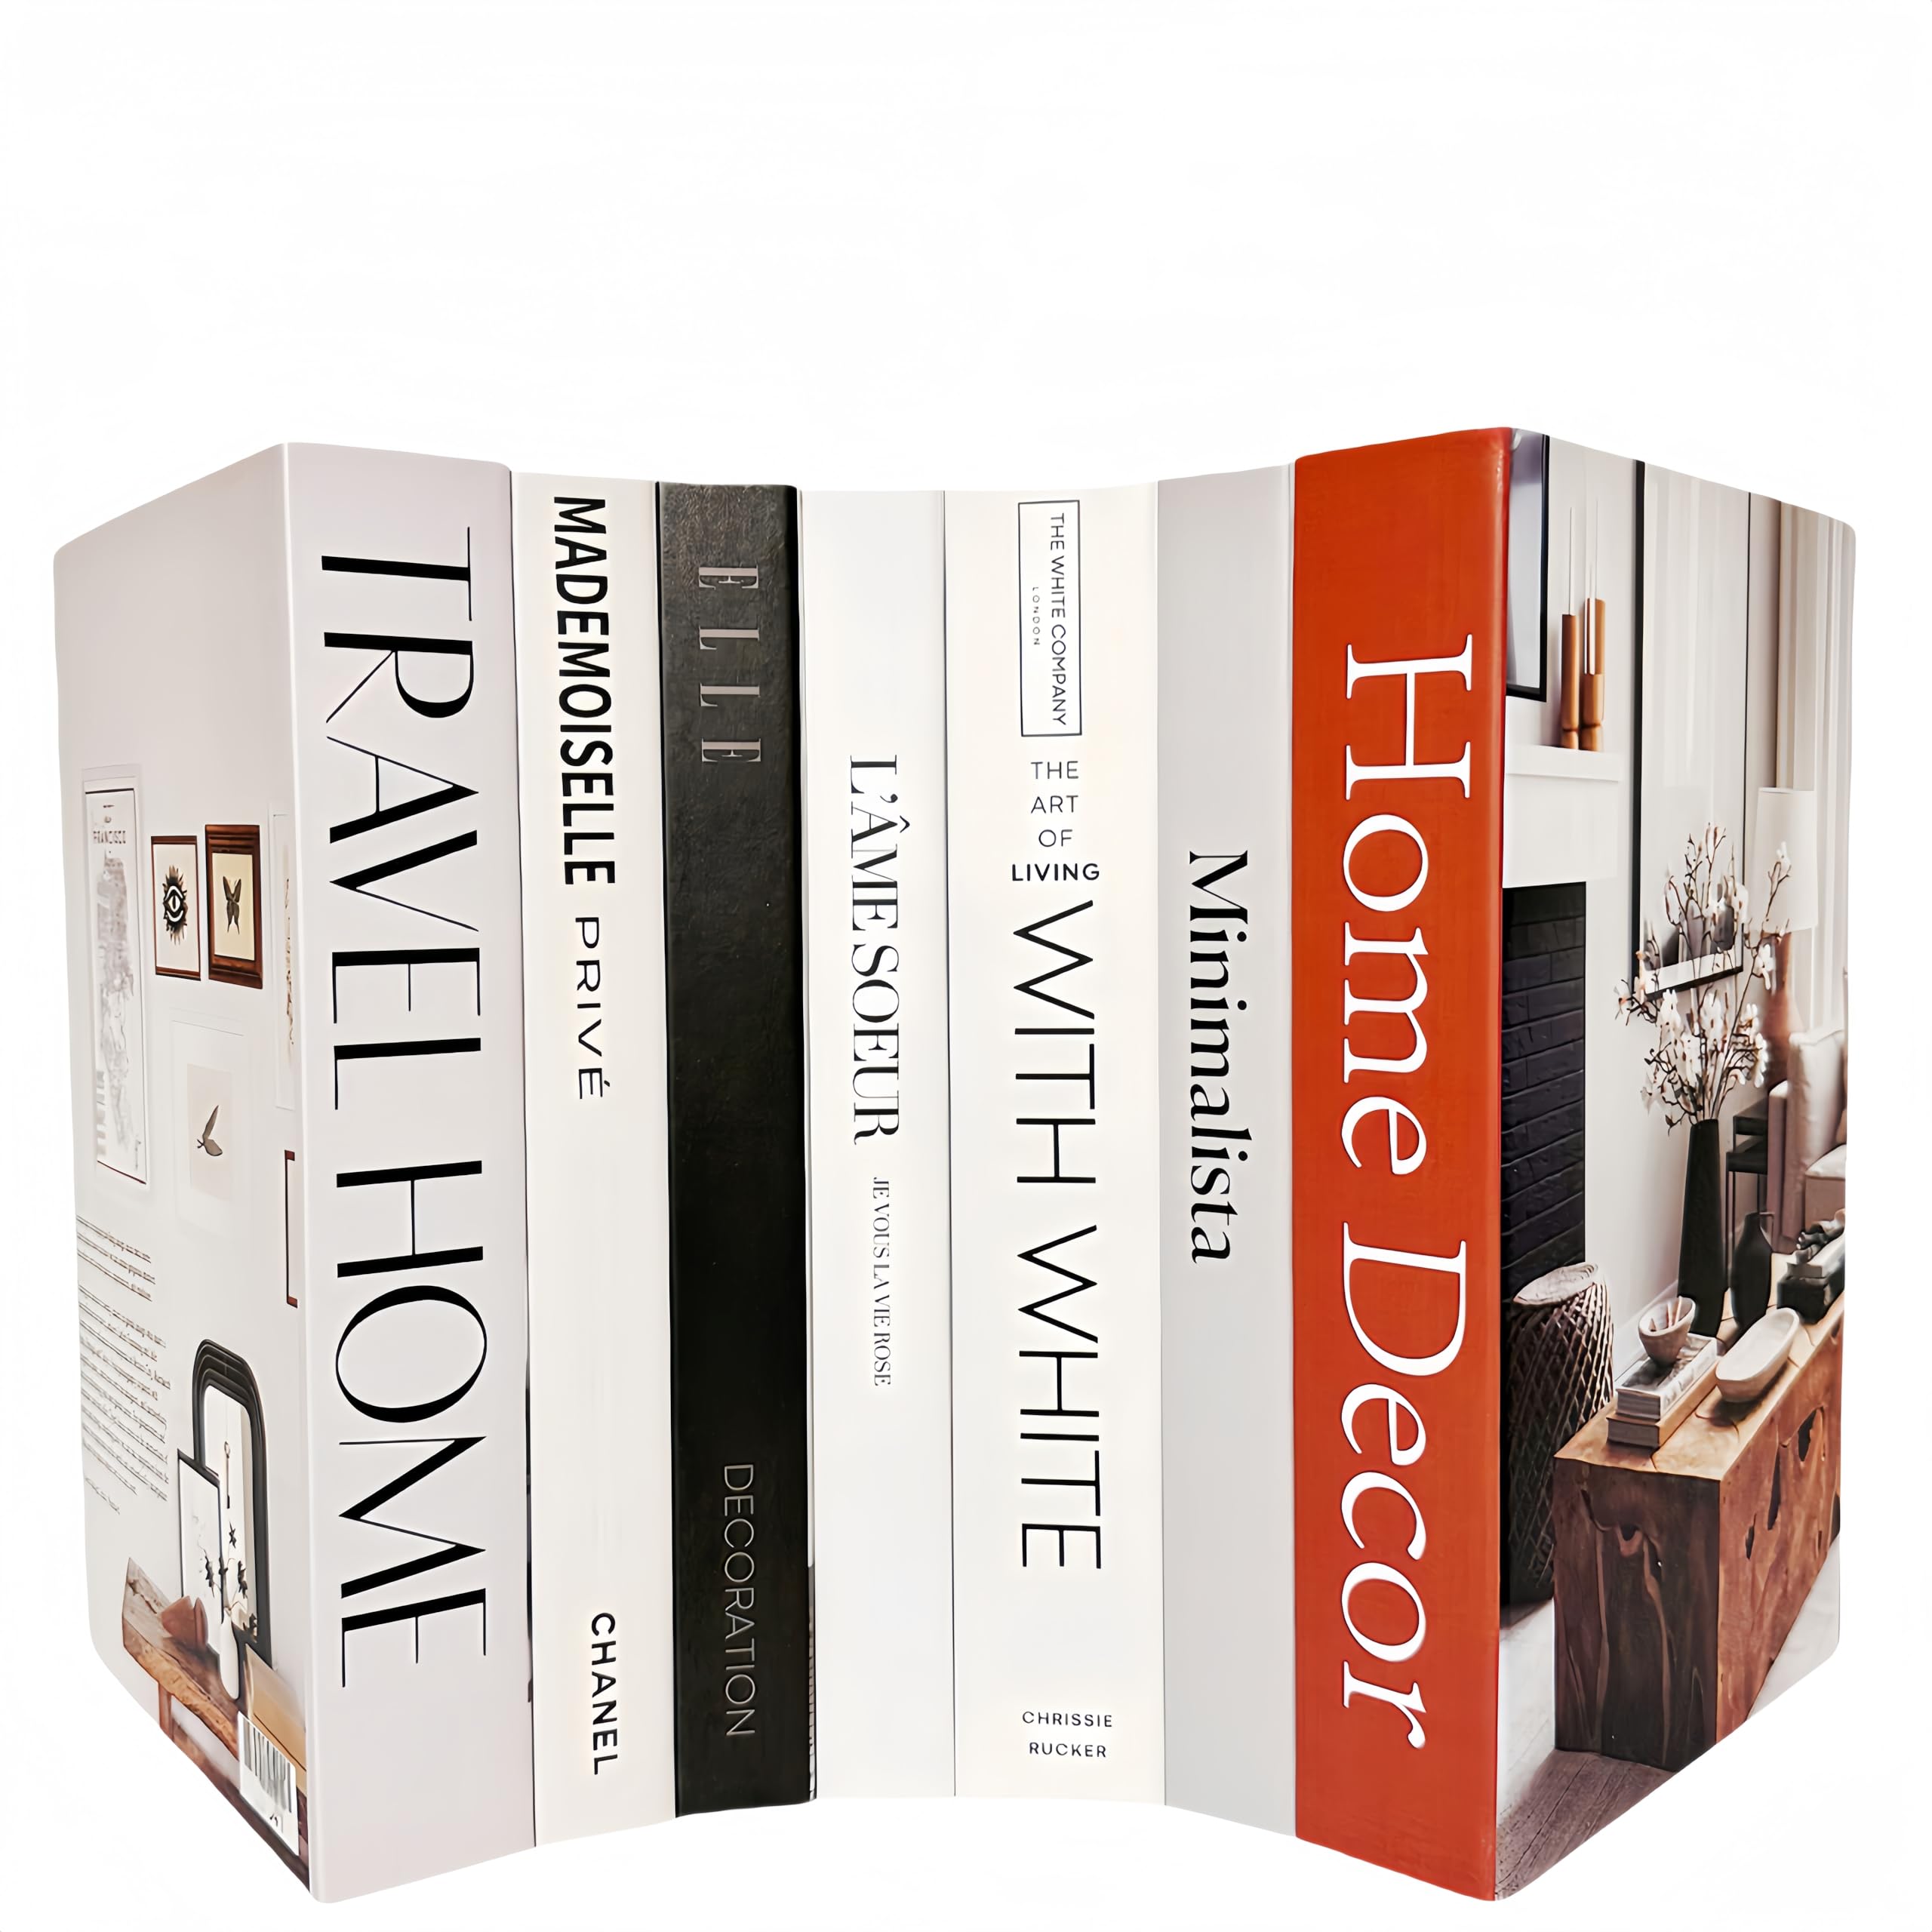 FRANCISCO
TRAVEL HOME
MADEMOISELLE PRIVÉ
CHANEL
ELLE
DECORATION
L'ÂME SOEUR
JE VOUS LA VIE ROSE
THE WHITE COMPANY
LONDON
THE
ART
OF
LIVING
WITH WHITE
CHRISSIE
RUCKER
Minimalista
Home Decor